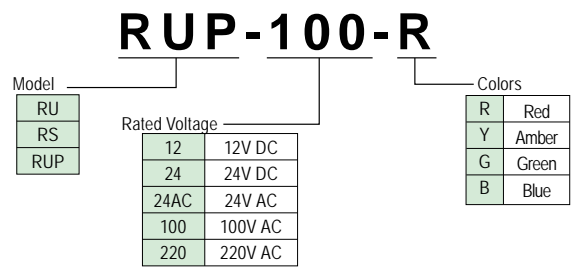 RUP-100-R
Model
RU
RS
RUP
Rated Voltage
12 12V DC
24 24V DC
24AC 24V AC
100 100V AC
220 220V AC
Colors
R Red
Y Amber
G Green
B Blue